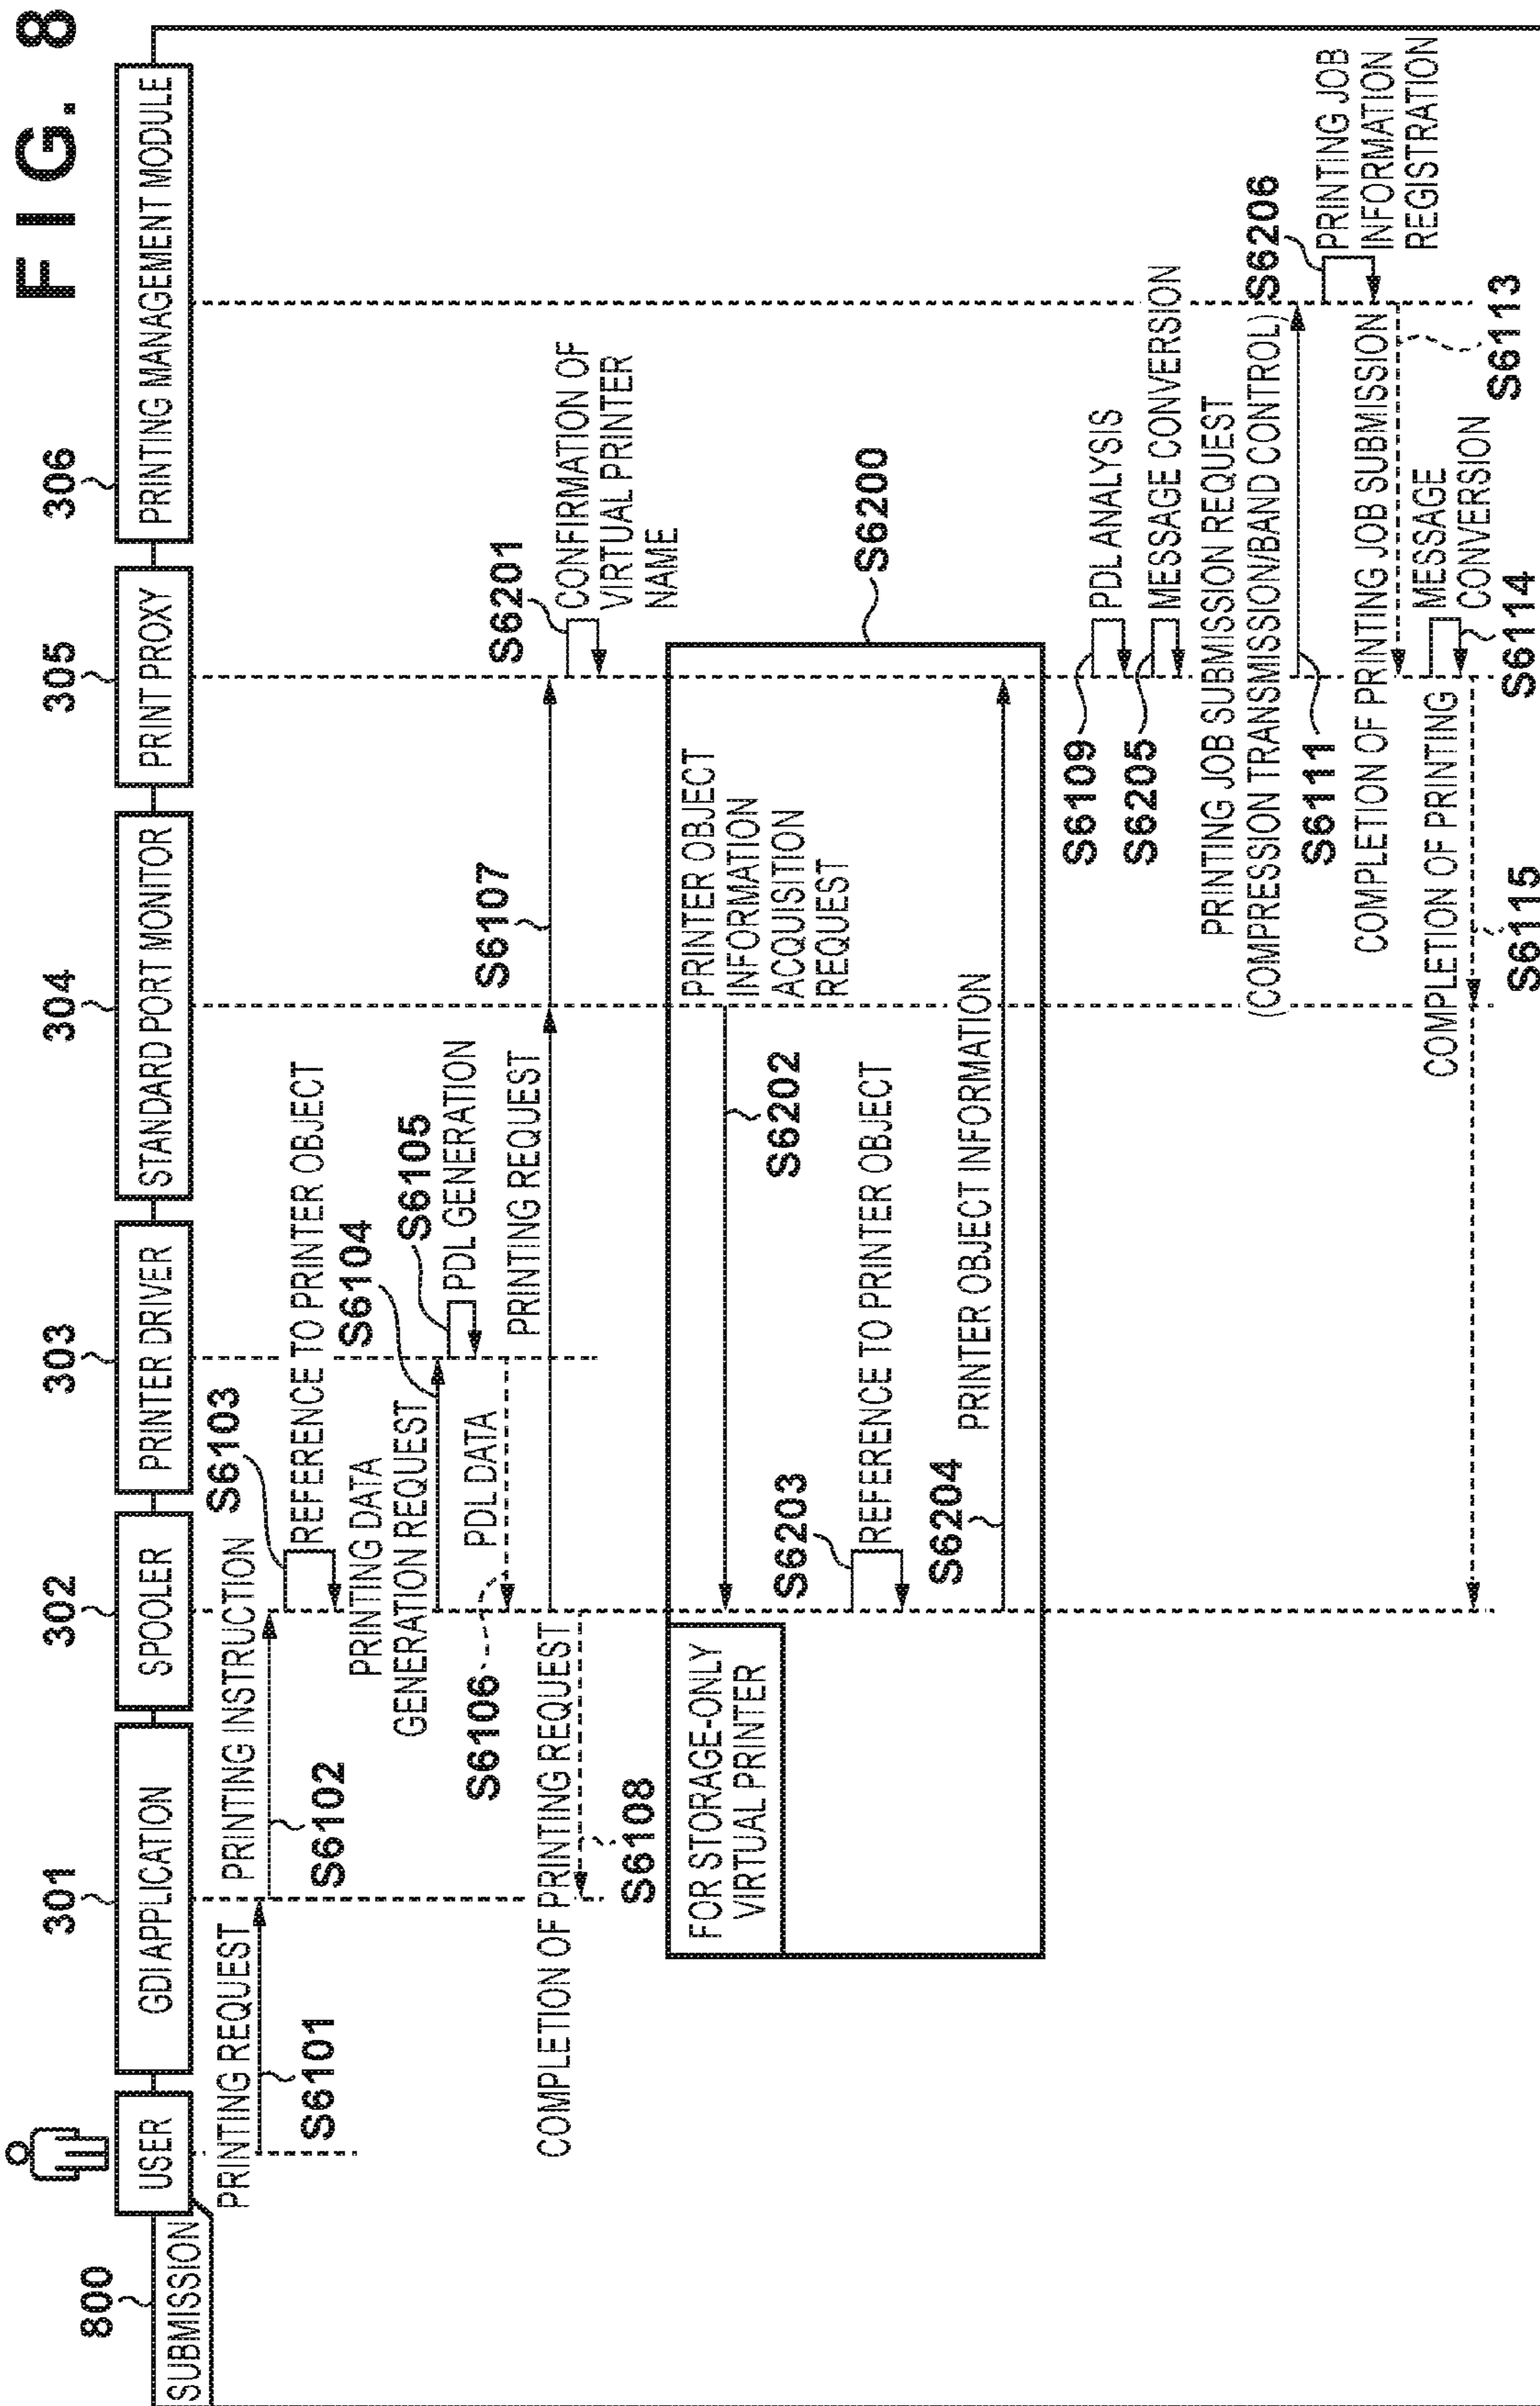 FIG. 8
800
SUBMISSION
USER
301
GDI APPLICATION
302
SPOOLER
303
PRINTER DRIVER
304
STANDARD PORT MONITOR
305
PRINT PROXY
306
PRINTING MANAGEMENT MODULE
PRINTING REQUEST
S6101
PRINTING INSTRUCTION
S6102
S6103
REFERENCE TO PRINTER OBJECT
PRINTING DATA
GENERATION REQUEST
S6104
S6105
PDL GENERATION
PDL DATA
S6106
PRINTING REQUEST
S6107
COMPLETION OF PRINTING REQUEST
S6108
S6201
CONFIRMATION OF
VIRTUAL PRINTER
NAME
FOR STORAGE-ONLY
VIRTUAL PRINTER
S6200
PRINTER OBJECT
INFORMATION
ACQUISITION
REQUEST
S6202
S6203
REFERENCE TO PRINTER OBJECT
S6204
PRINTER OBJECT INFORMATION
S6109
PDL ANALYSIS
S6205
MESSAGE CONVERSION
PRINTING JOB SUBMISSION REQUEST
(COMPRESSION TRANSMISSION/BAND CONTROL)
S6111
S6206
PRINTING JOB
INFORMATION
REGISTRATION
COMPLETION OF PRINTING JOB SUBMISSION
S6113
MESSAGE
CONVERSION
S6114
COMPLETION OF PRINTING
S6115